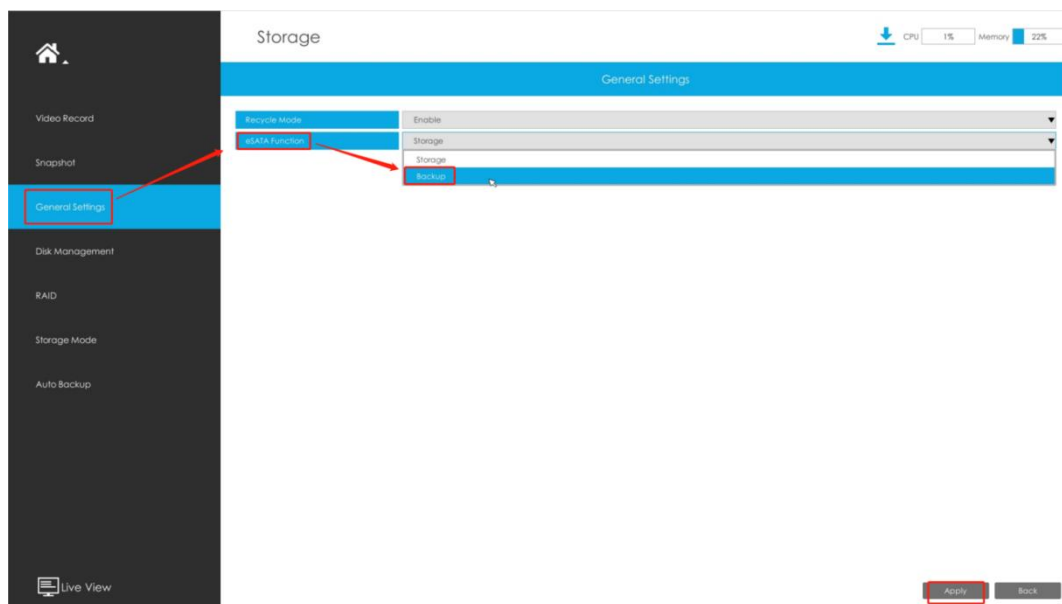 Storage
CPU 1% Memory 22%
General Settings
Video Record
Snapshot
General Settings
Disk Management
RAID
Storage Mode
Auto Backup
Live View
Recycle Mode Enable
eSATA Function Storage
Storage
Backup
Apply Back